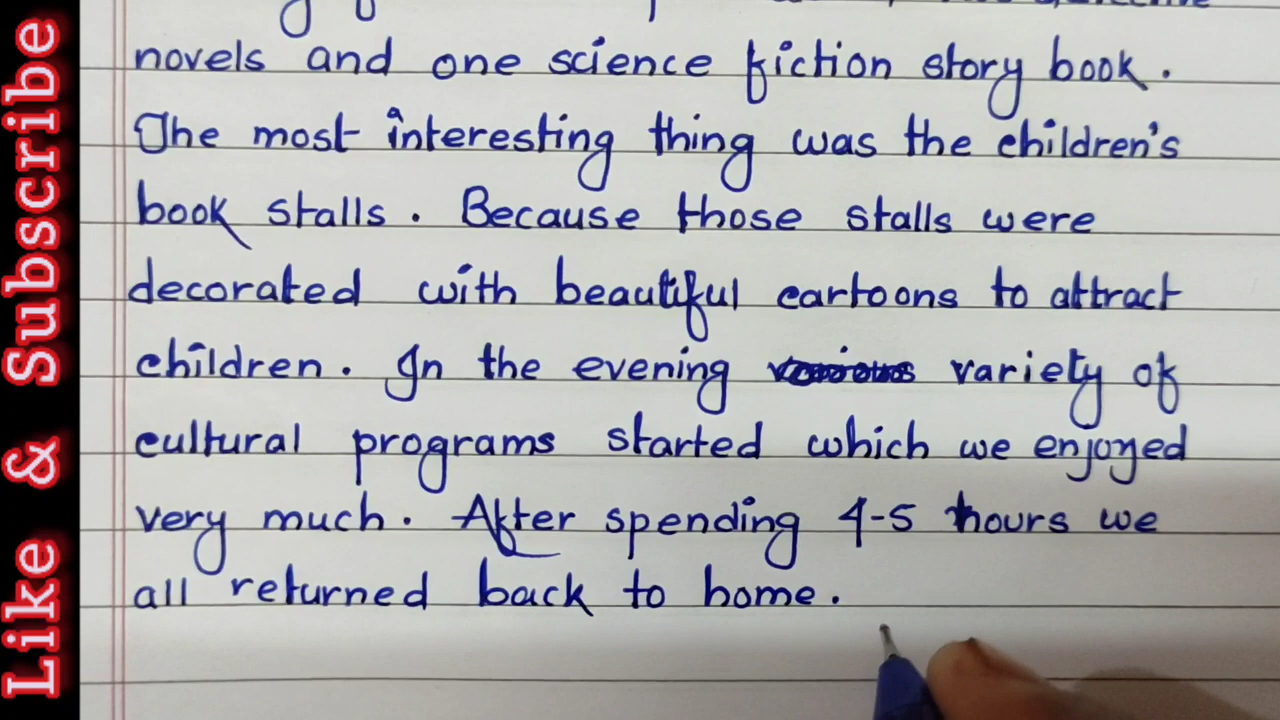 Like & Subscribe
novels and one science fiction story book.
The most interesting thing was the children's
book stalls. Because those stalls were
decorated with beautiful cartoons to attract
children. In the evening variety of
cultural programs started which we enjoyed
very much. After spending 4-5 hours we
all returned back to home.